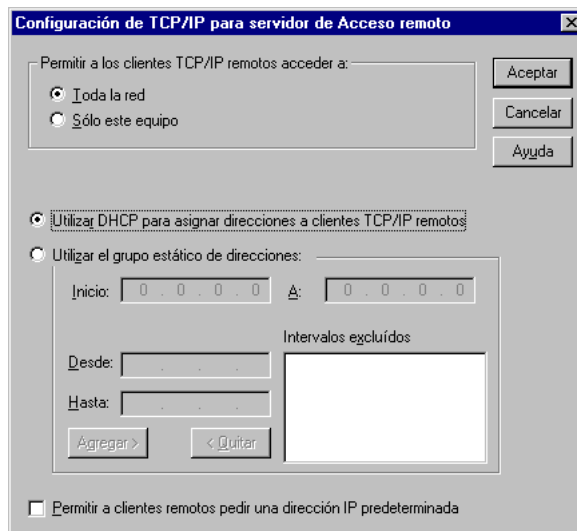 Configuración de TCP/IP para servidor de Acceso remoto
Permitir a los clientes TCP/IP remotos acceder a:
Toda la red
Sólo este equipo
Aceptar
Cancelar
Ayuda
Utilizar DHCP para asignar direcciones a clientes TCP/IP remotos
Utilizar el grupo estático de direcciones:
Inicio: 0 . 0 . 0 . 0 A: 0 . 0 . 0 . 0
Intervalos excluídos
Desde: . . .
Hasta: . . .
Agregar > < Quitar
Permitir a clientes remotos pedir una dirección IP predeterminada